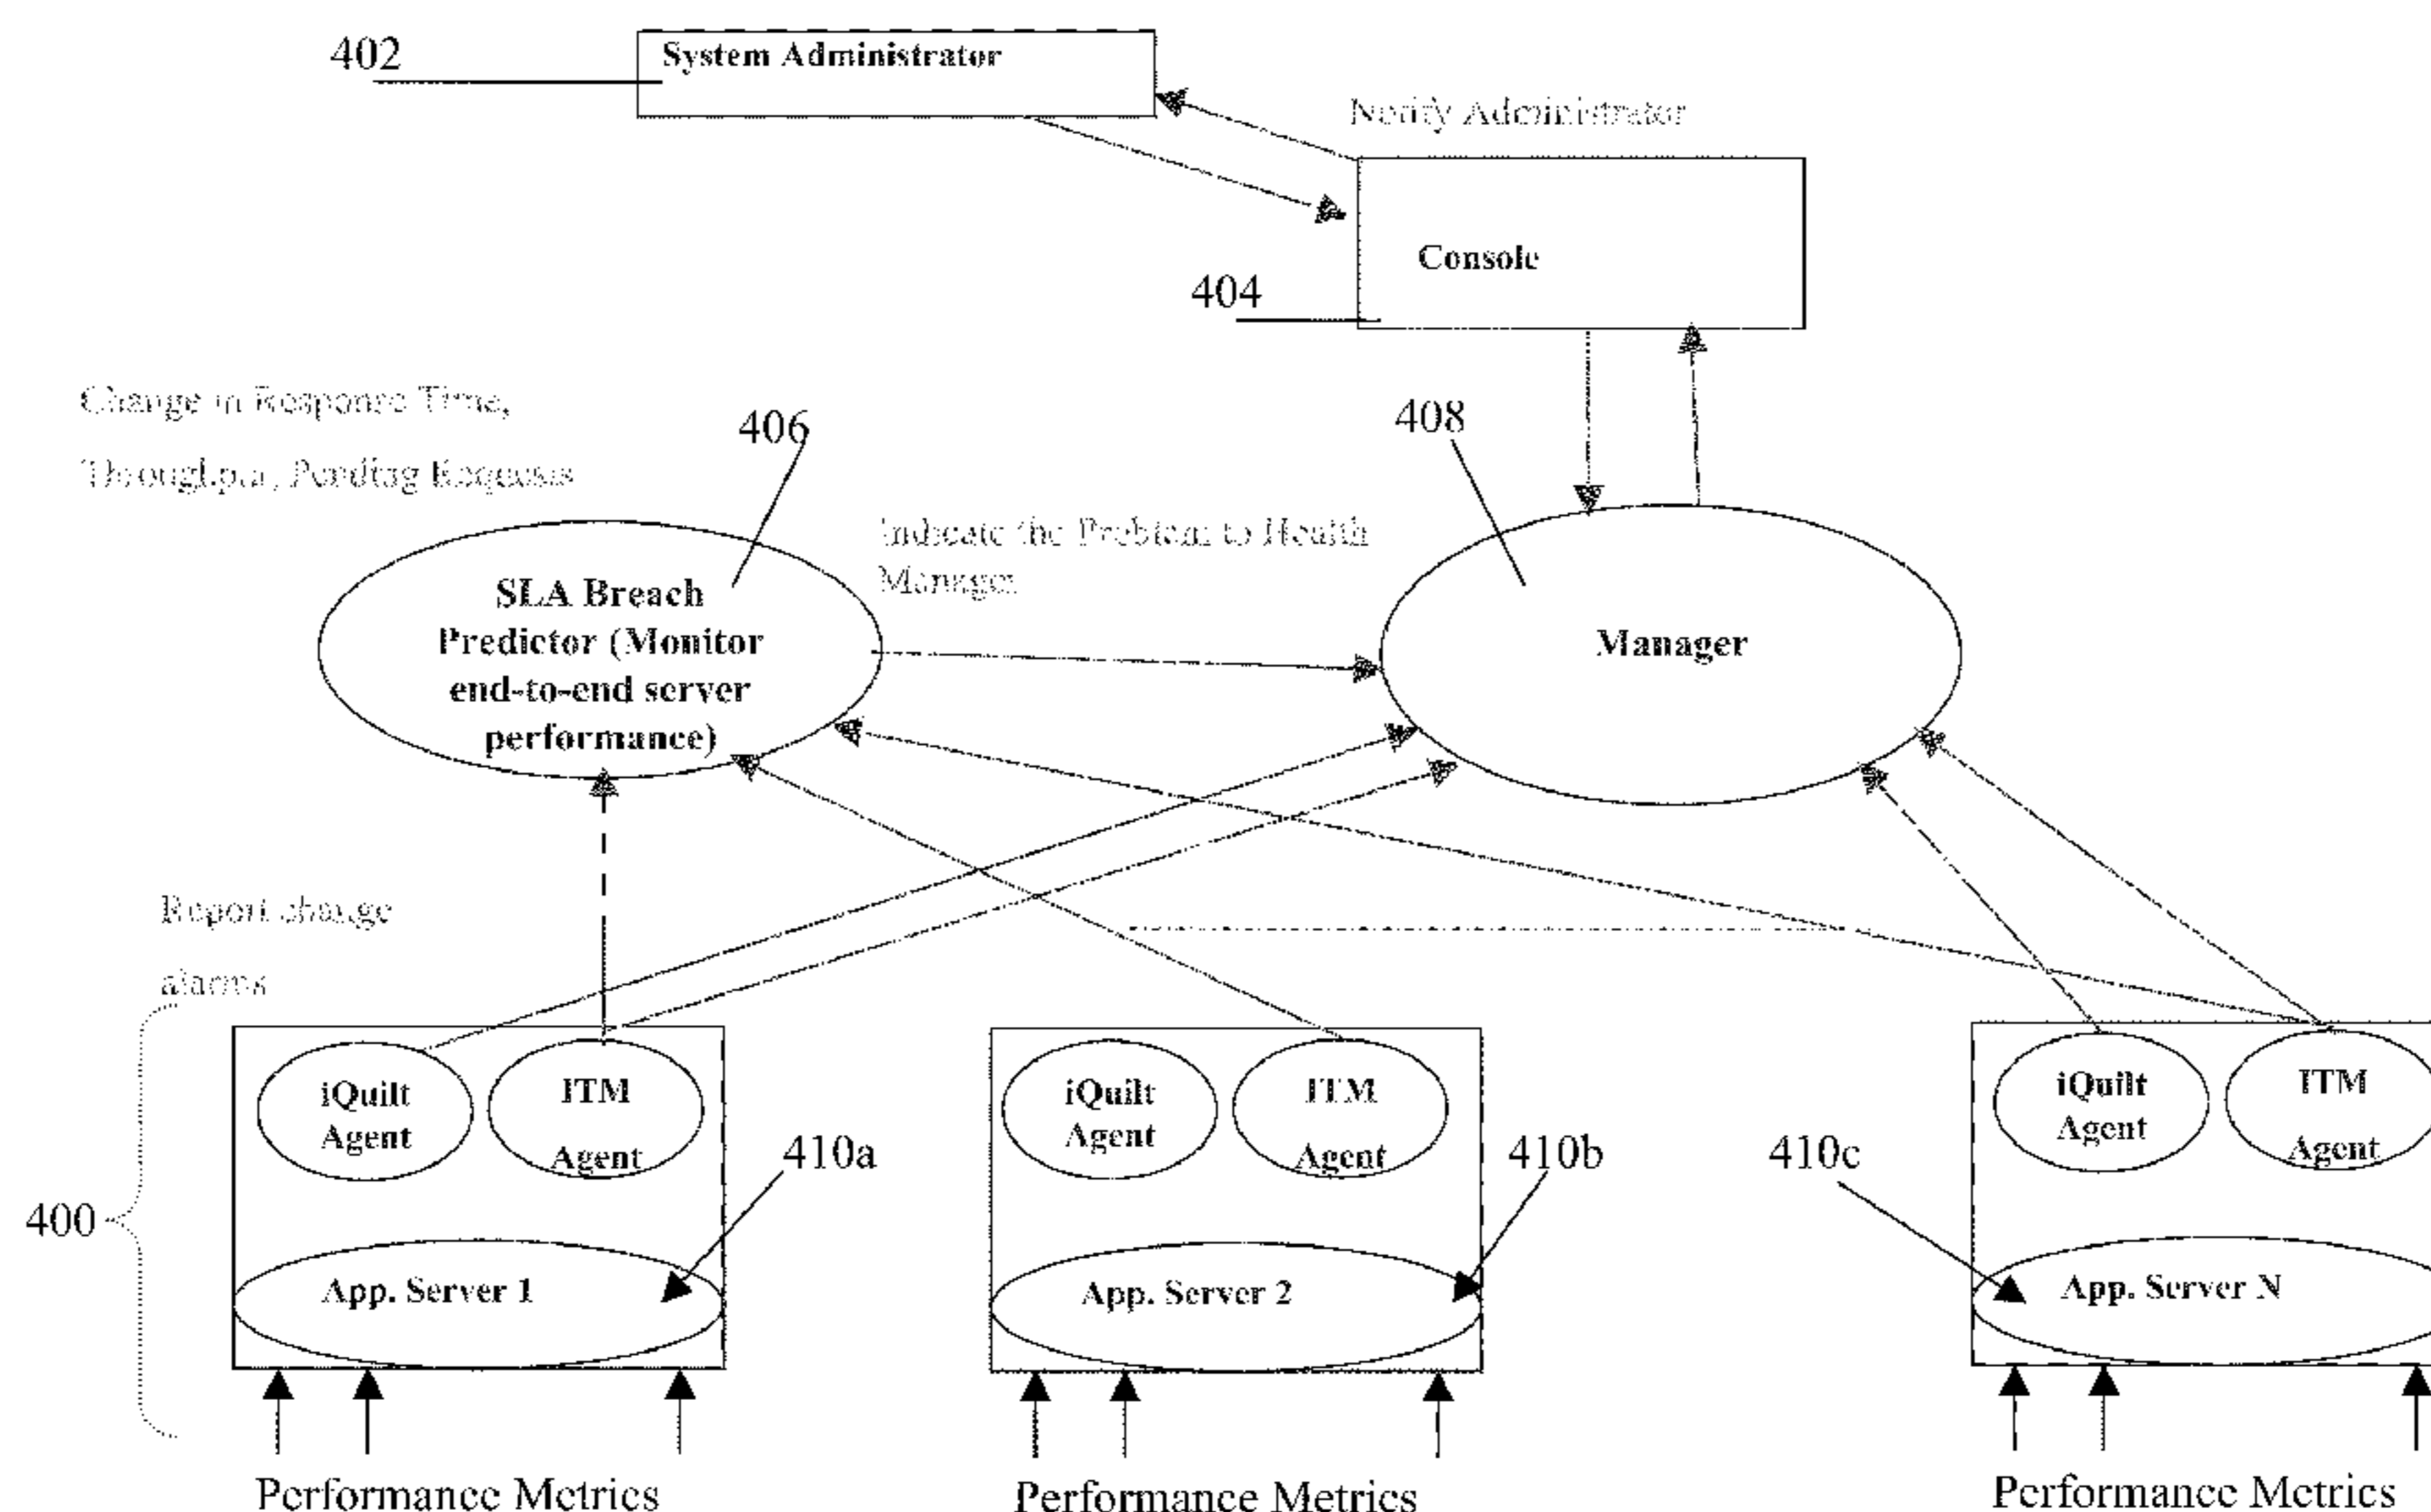 402
System Administrator
Notify Administrator
Console
404
Change in Response Time,
Throughput, Pending Requests
406
408
Indicate the Problem to Health
Manager
SLA Breach
Predictor (Monitor
end-to-end server
performance)
Manager
Report change
alarms
iQuilt
Agent
ITM
Agent
410a
iQuilt
Agent
ITM
Agent
410b
410c
iQuilt
Agent
ITM
Agent
400
App. Server 1
App. Server 2
App. Server N
Performance Metrics
Performance Metrics
Performance Metrics